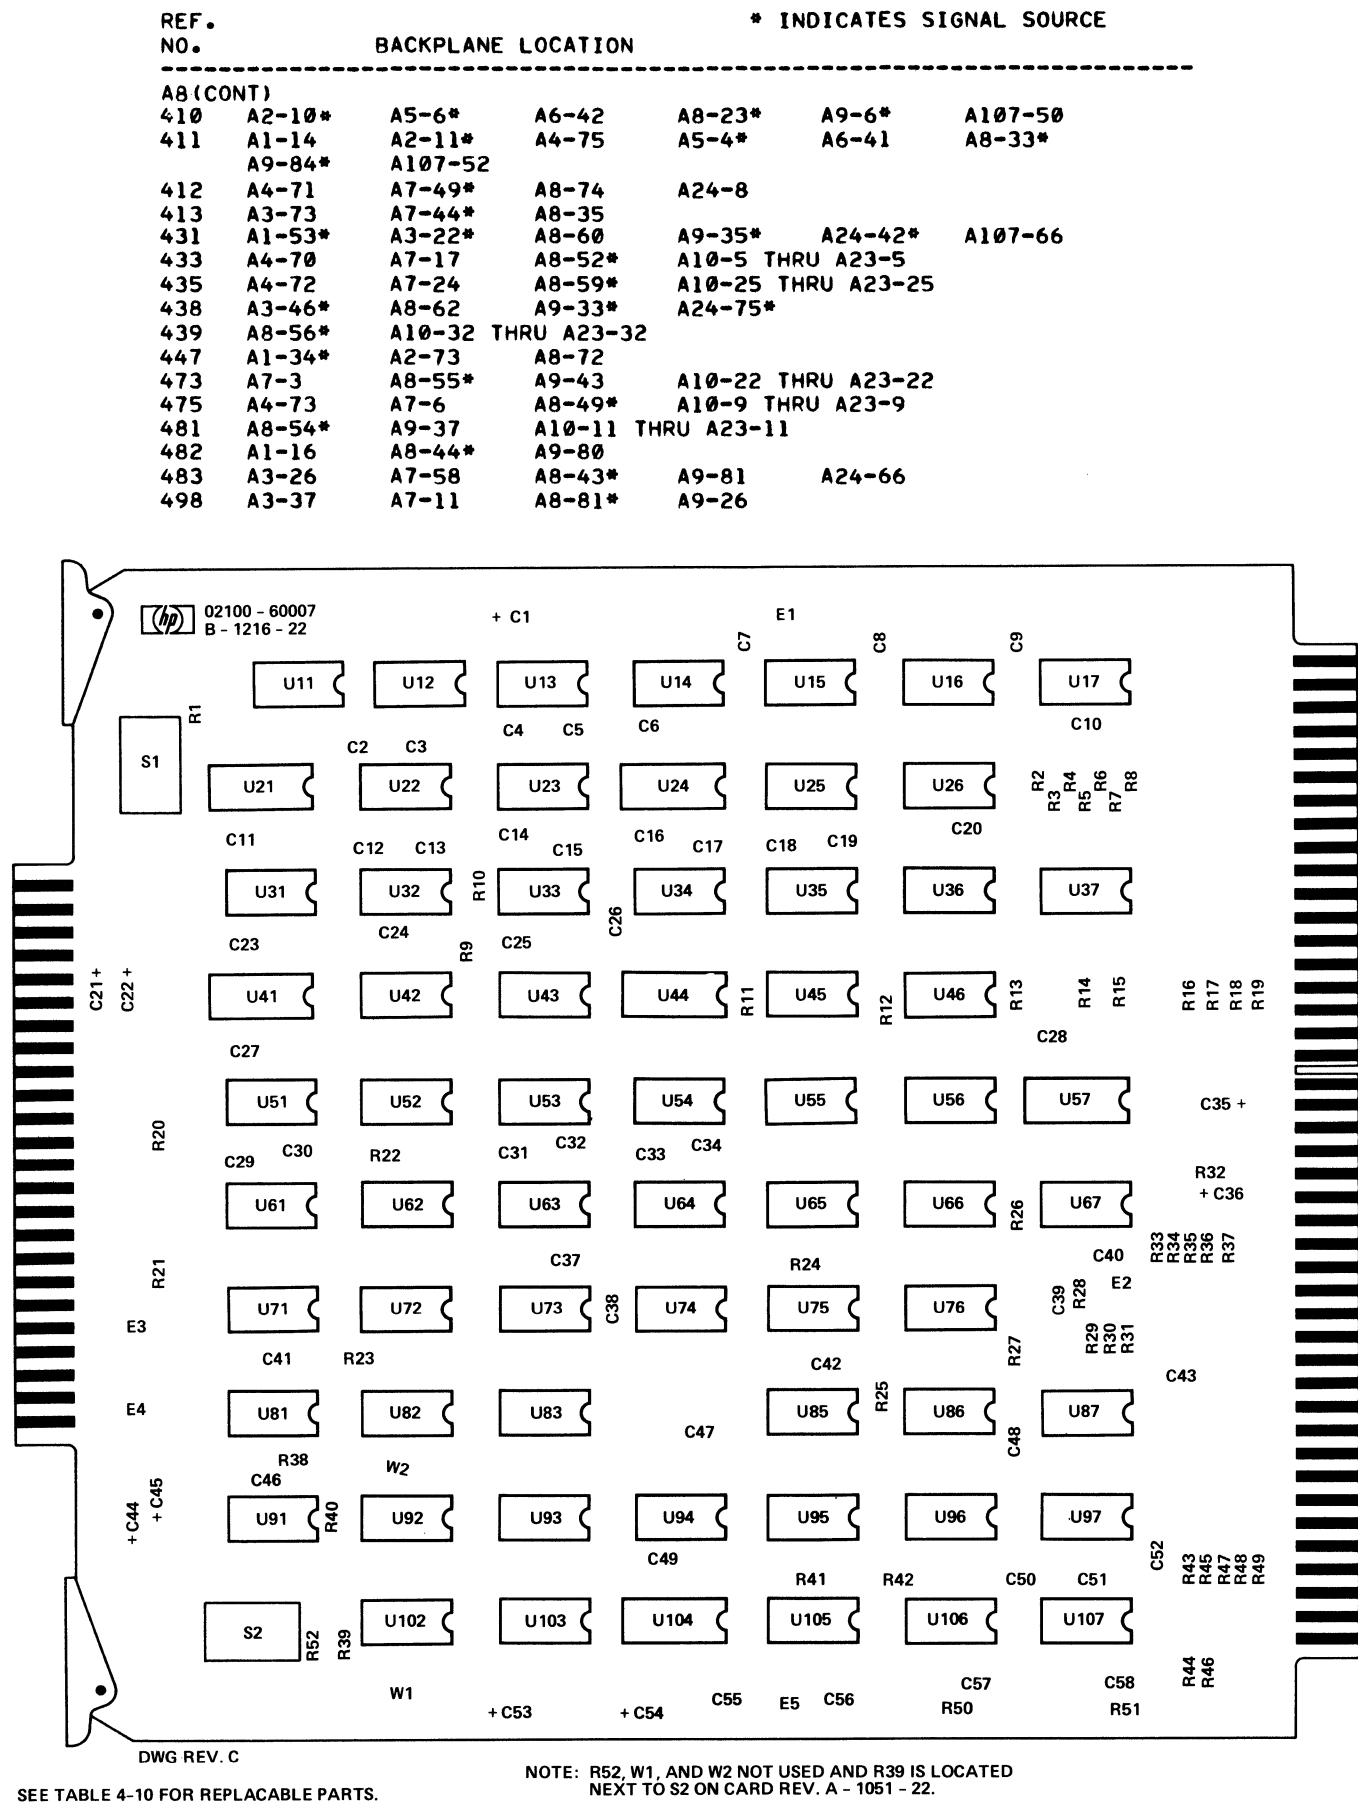 REF. * INDICATES SIGNAL SOURCE
NO. BACKPLANE LOCATION
A8(CONT)
410 A2-10* A5-6* A6-42 A8-23* A9-6* A107-50
411 A1-14 A2-11* A4-75 A5-4* A6-41 A8-33*
A9-84* A107-52
412 A4-71 A7-49* A8-74 A24-8
413 A3-73 A7-44* A8-35
431 A1-53* A3-22* A8-60 A9-35* A24-42* A107-66
433 A4-70 A7-17 A8-52* A10-5 THRU A23-5
435 A4-72 A7-24 A8-59* A10-25 THRU A23-25
438 A3-46* A8-62 A9-33* A24-75*
439 A8-56* A10-32 THRU A23-32
447 A1-34* A2-73 A8-72
473 A7-3 A8-55* A9-43 A10-22 THRU A23-22
475 A4-73 A7-6 A8-49* A10-9 THRU A23-9
481 A8-54* A9-37 A10-11 THRU A23-11
482 A1-16 A8-44* A9-80
483 A3-26 A7-58 A8-43* A9-81 A24-66
498 A3-37 A7-11 A8-81* A9-26
hp 02100 - 60007
B - 1216 - 22
+ C1 E1
C7 C8 C9
U11 U12 U13 U14 U15 U16 U17
R1 C4 C5 C6 C10
S1 C2 C3
U21 U22 U23 U24 U25 U26 R2 R3 R4 R5 R6 R7 R8
C11 C12 C13 C14 C15 C16 C17 C18 C19 C20
U31 U32 R10 U33 U34 U35 U36 U37
C23 C24 R9 C25 C26
C21 + C22 + U41 U42 U43 U44 R11 U45 R12 U46 R13 R14 R15 R16 R17 R18 R19
C27 C28
U51 U52 U53 U54 U55 U56 U57 C35 +
R20 C29 C30 R22 C31 C32 C33 C34
R32
U61 U62 U63 U64 U65 U66 R26 U67 + C36
R21 C37 R24 C40 R33 R34 R35 R36 R37
U71 U72 U73 C38 U74 U75 U76 C39 R28 E2
E3 R27 R29 R30 R31
C41 R23 C42 C43
E4 U81 U82 U83 U85 R25 U86 U87
C47 C48
R38 W2
C46
+ C44 + C45 U91 R40 U92 U93 U94 U95 U96 U97
C49 C52
R41 R42 C50 C51 R43 R45 R47 R48 R49
S2 R52 R39 U102 U103 U104 U105 U106 U107
R44 R46
W1 + C53 + C54 C55 E5 C56 C57 C58
R50 R51
DWG REV. C
NOTE: R52, W1, AND W2 NOT USED AND R39 IS LOCATED
NEXT TO S2 ON CARD REV. A - 1051 - 22.
SEE TABLE 4-10 FOR REPLACABLE PARTS.